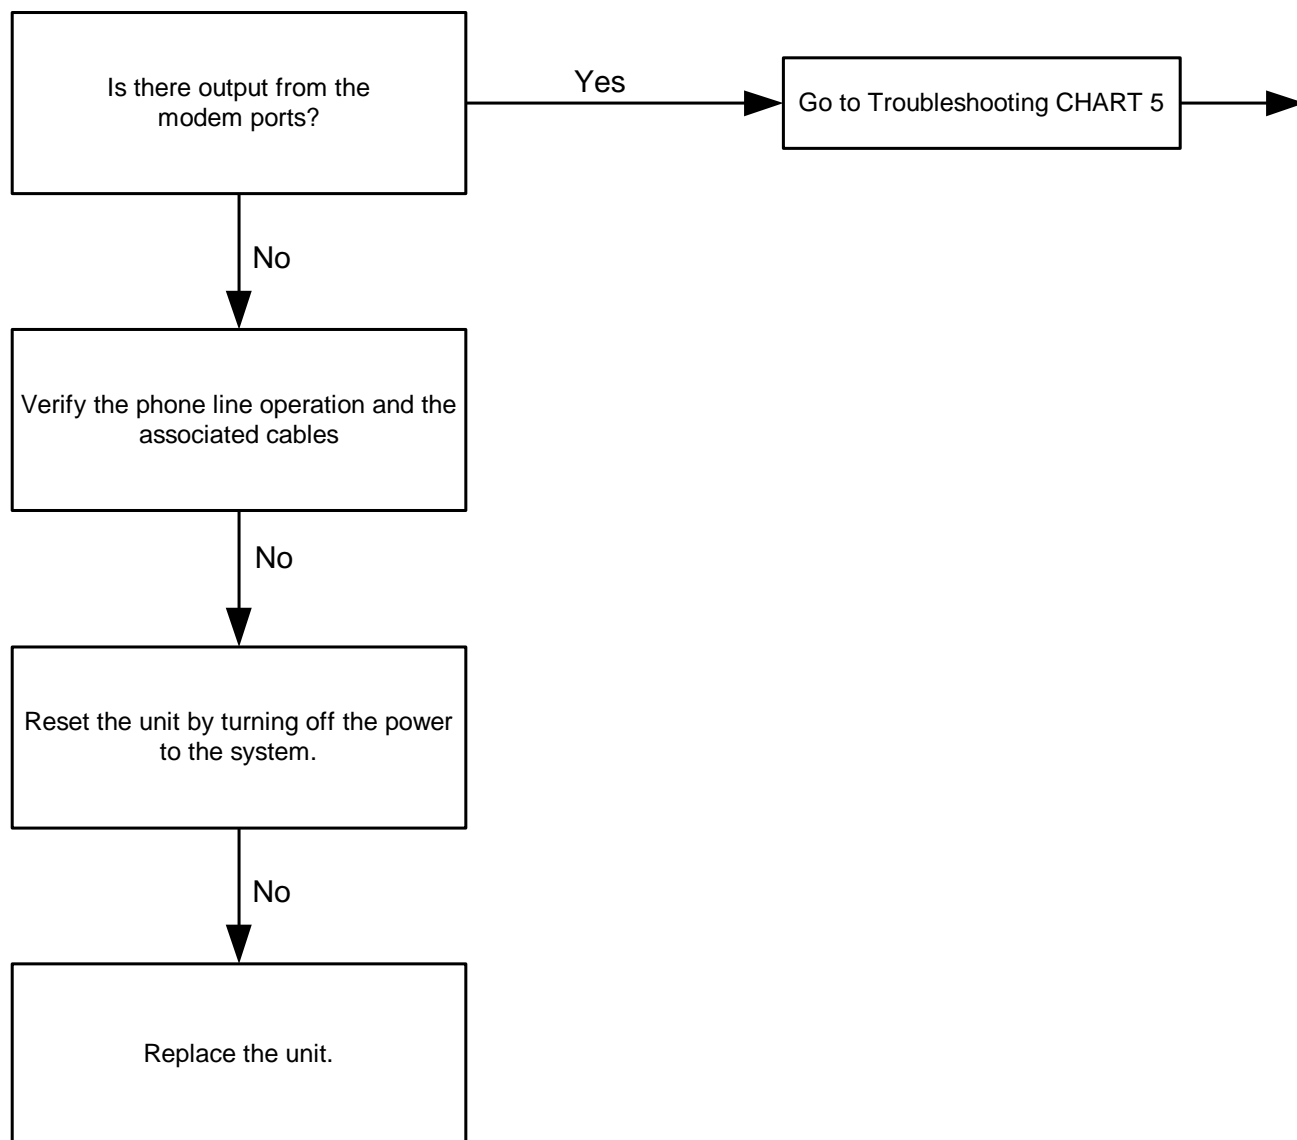 Is there output from the
modem ports?
Yes
Go to Troubleshooting CHART 5
No
Verify the phone line operation and the
associated cables
No
Reset the unit by turning off the power
to the system.
No
Replace the unit.